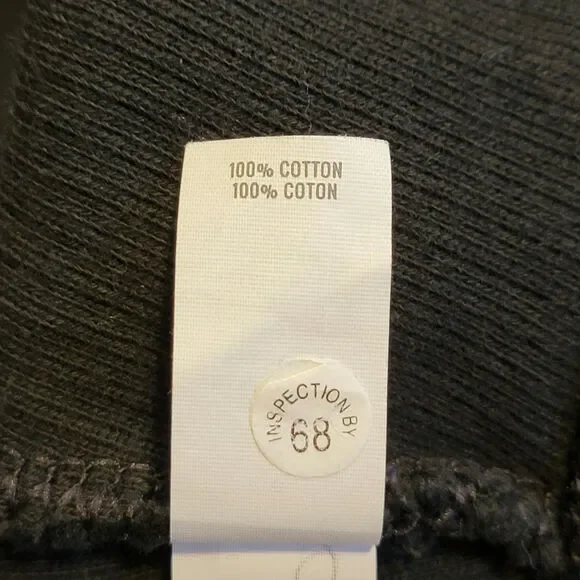 100% COTTON
100% COTON
INSPECTION BY
68